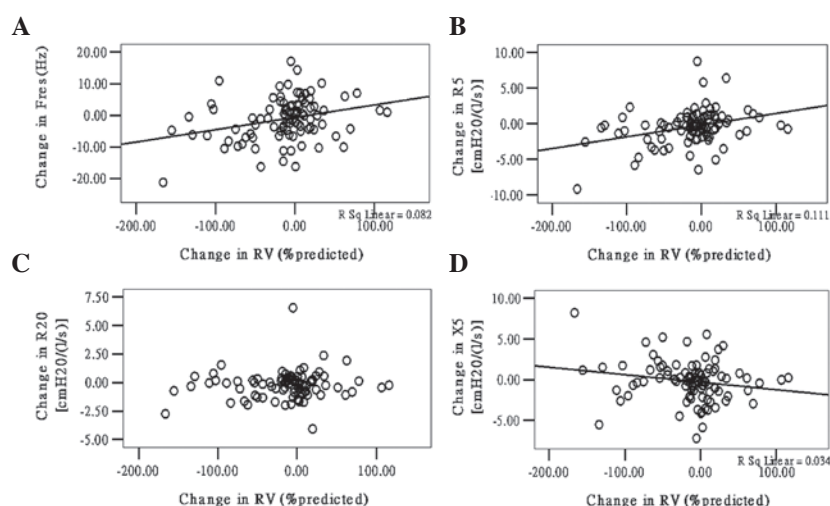 A
Change in Fres(Hz)
20.00
10.00
0.00
-10.00
-20.00
-200.00 -100.00 0.00 100.00
R Sq Linear = 0.082
Change in RV (%predicted)
B
Change in R5
[cmH20/(l/s)]
10.00
5.00
0.00
-5.00
-10.00
-200.00 -100.00 0.00 100.00
R Sq Linear = 0.111
Change in RV (%predicted)
C
Change in R20
[cmH20/(l/s)]
7.50
5.00
2.50
0.00
-2.50
-5.00
-200.00 -100.00 0.00 100.00
Change in RV (%predicted)
D
Change in X5
[cmH20/(l/s)]
10.00
5.00
0.00
-5.00
-200.00 -100.00 0.00 100.00
R Sq Linear = 0.034
Change in RV (%predicted)